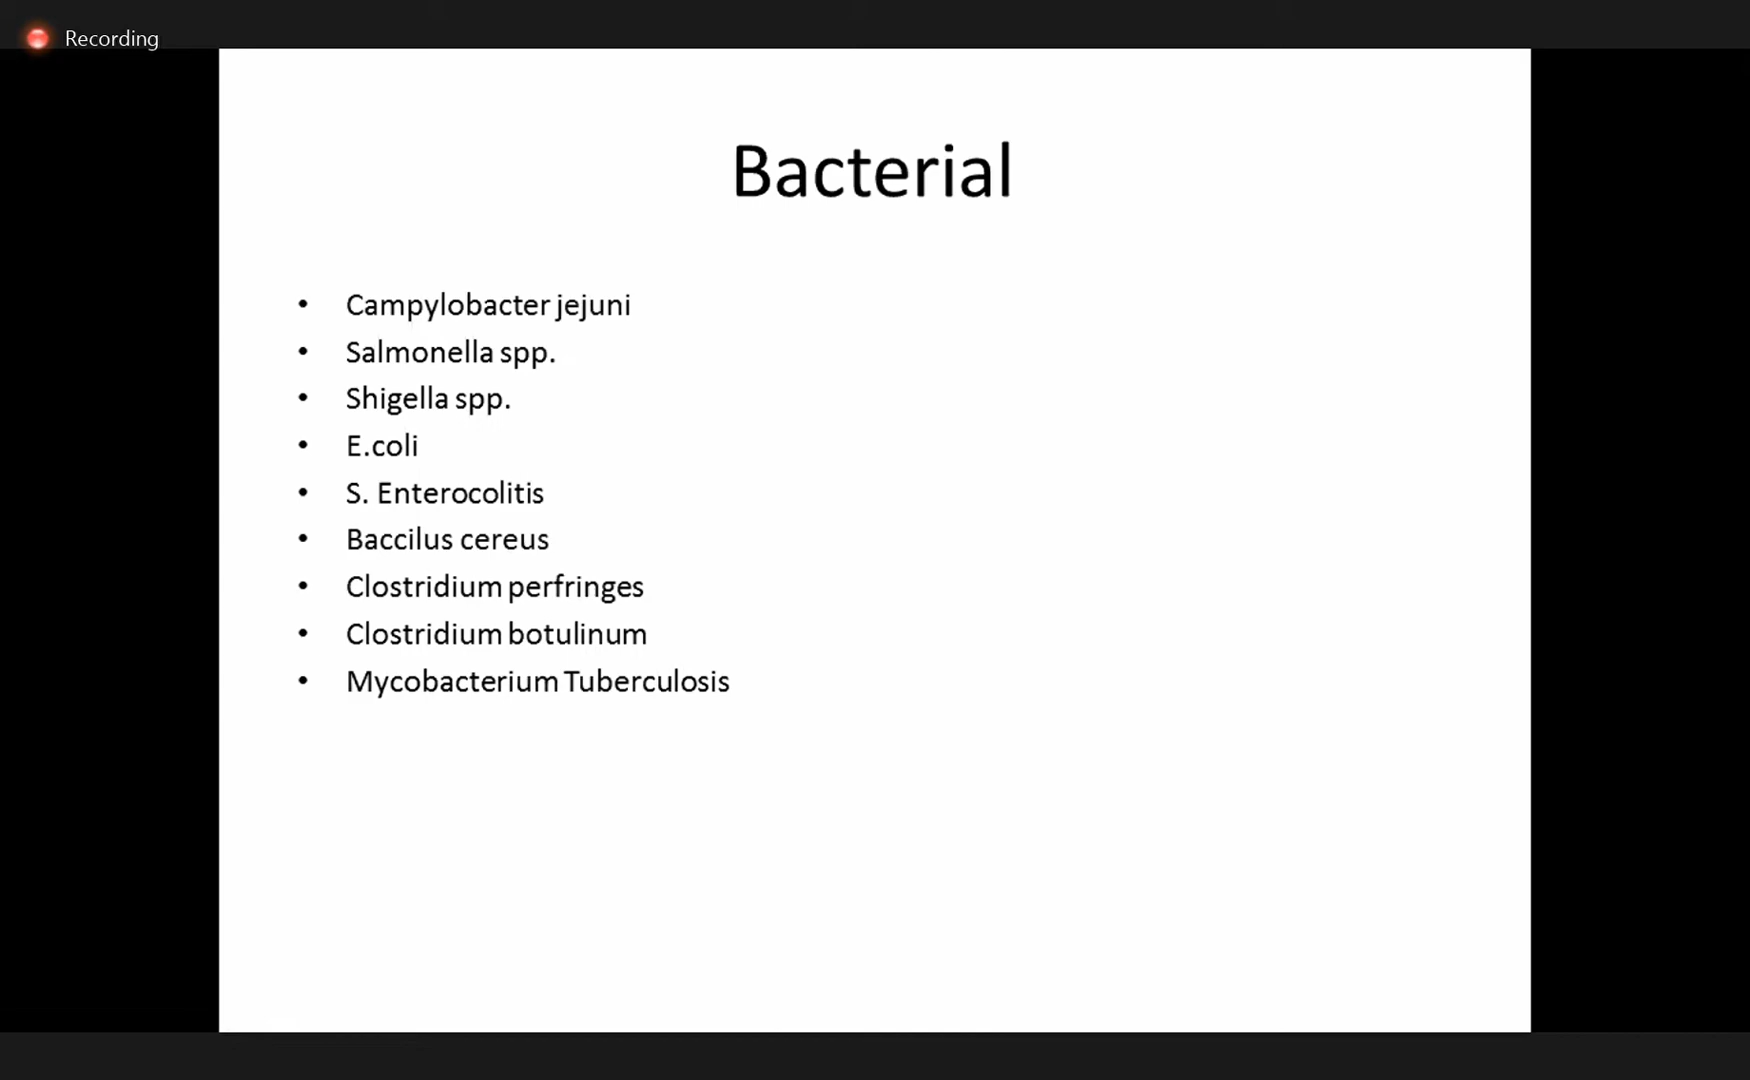 Recording
Bacterial
• Campylobacter jejuni
• Salmonella spp.
• Shigella spp.
• E.coli
• S. Enterocolitis
• Baccilus cereus
• Clostridium perfringes
• Clostridium botulinum
• Mycobacterium Tuberculosis